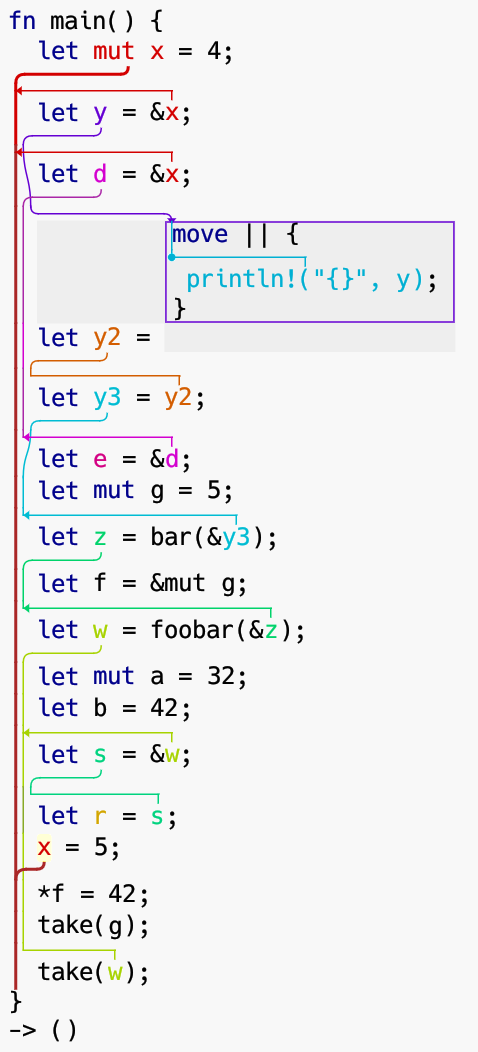 fn main() {
let mut x = 4;
let y = &x;
let d = &x;
move || {
println!("{}", y);
}
let y2 =
let y3 = y2;
let e = &d;
let mut g = 5;
let z = bar(&y3);
let f = &mut g;
let w = foobar(&z);
let mut a = 32;
let b = 42;
let s = &w;
let r = s;
x = 5;
*f = 42;
take(g);
take(w);
}
-> ()